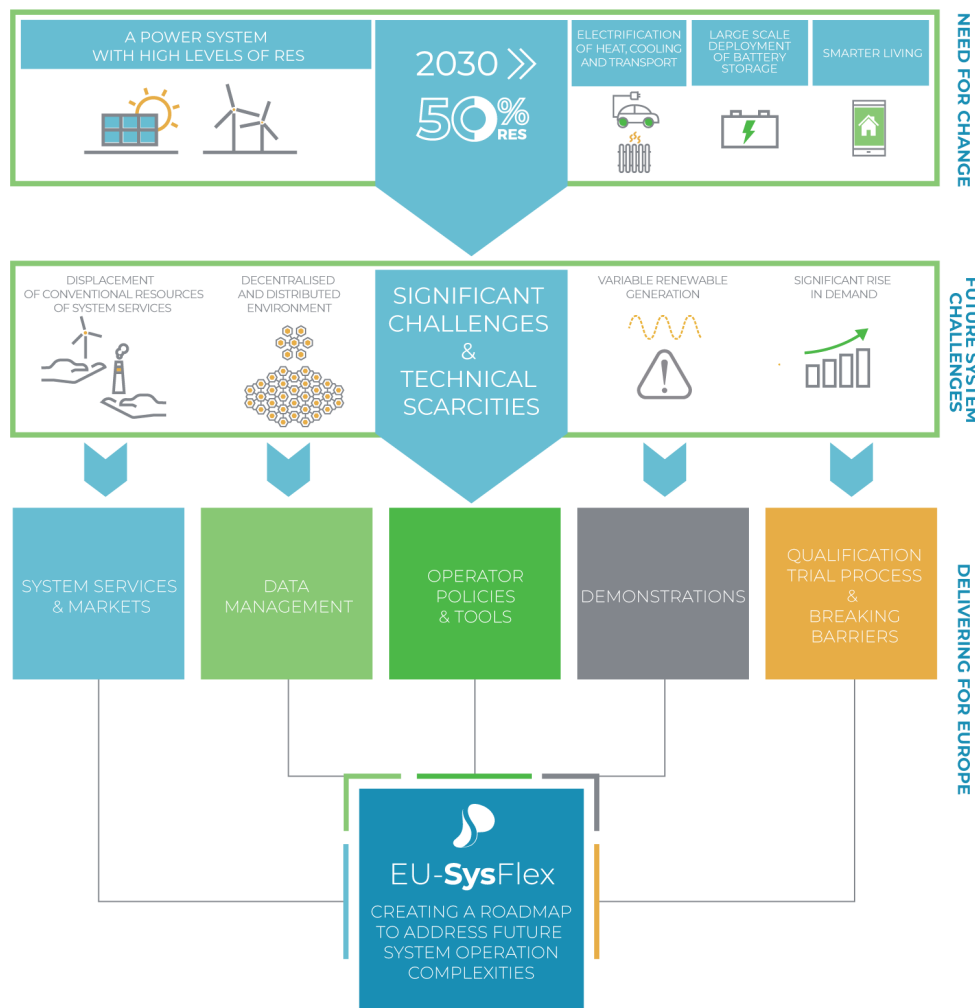 A POWER SYSTEM
WITH HIGH LEVELS OF RES
2030
50%
RES
ELECTRIFICATION
OF HEAT, COOLING
AND TRANSPORT
LARGE SCALE
DEPLOYMENT
OF BATTERY
STORAGE
SMARTER LIVING
NEED FOR CHANGE
DISPLACEMENT
OF CONVENTIONAL RESOURCES
OF SYSTEM SERVICES
DECENTRALISED
AND DISTRIBUTED
ENVIRONMENT
SIGNIFICANT
CHALLENGES
&
TECHNICAL
SCARCITIES
VARIABLE RENEWABLE
GENERATION
SIGNIFICANT RISE
IN DEMAND
FUTURE SYSTEM
CHALLENGES
SYSTEM SERVICES
& MARKETS
DATA
MANAGEMENT
OPERATOR
POLICIES
& TOOLS
DEMONSTRATIONS
QUALIFICATION
TRIAL PROCESS
&
BREAKING
BARRIERS
DELIVERING FOR EUROPE
EU-SysFlex
CREATING A ROADMAP
TO ADDRESS FUTURE
SYSTEM OPERATION
COMPLEXITIES